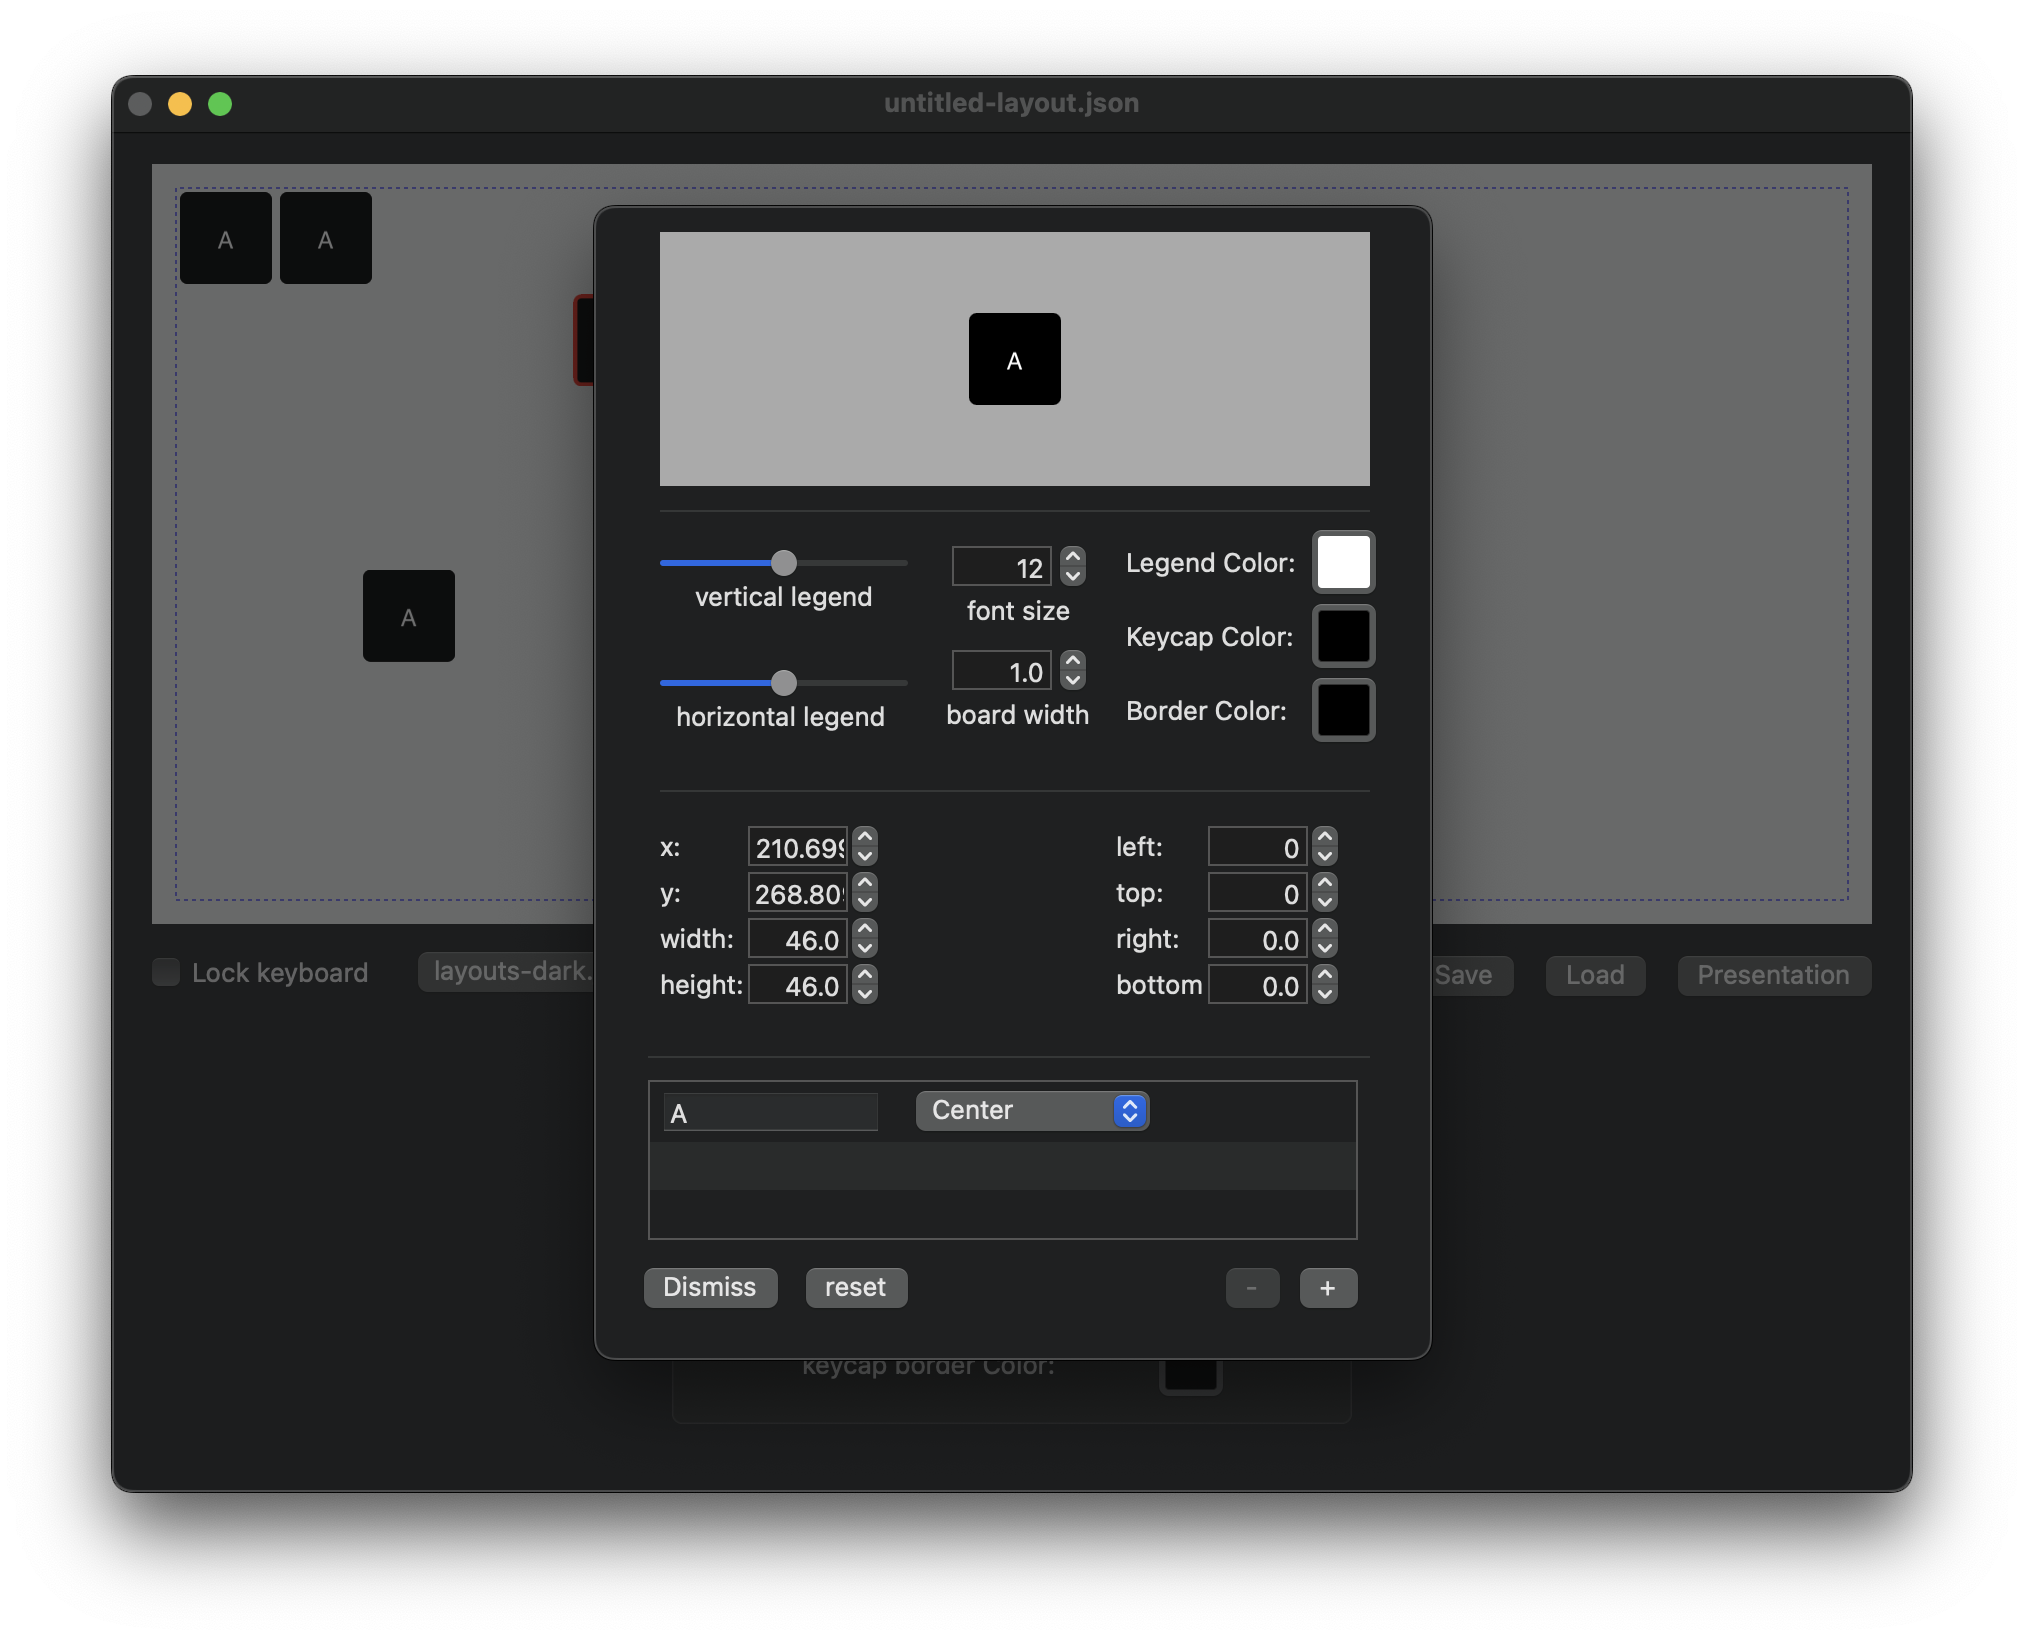 untitled-layout.json
A
A
A
A
vertical legend
12
font size
Legend Color:
Keycap Color:
horizontal legend
1.0
board width
Border Color:
x:
210.699
left:
0
y:
268.809
top:
0
width:
46.0
right:
0.0
height:
46.0
bottom
0.0
Lock keyboard
layouts-dark.
Save
Load
Presentation
A
Center
Dismiss
reset
-
+
keycap border Color: